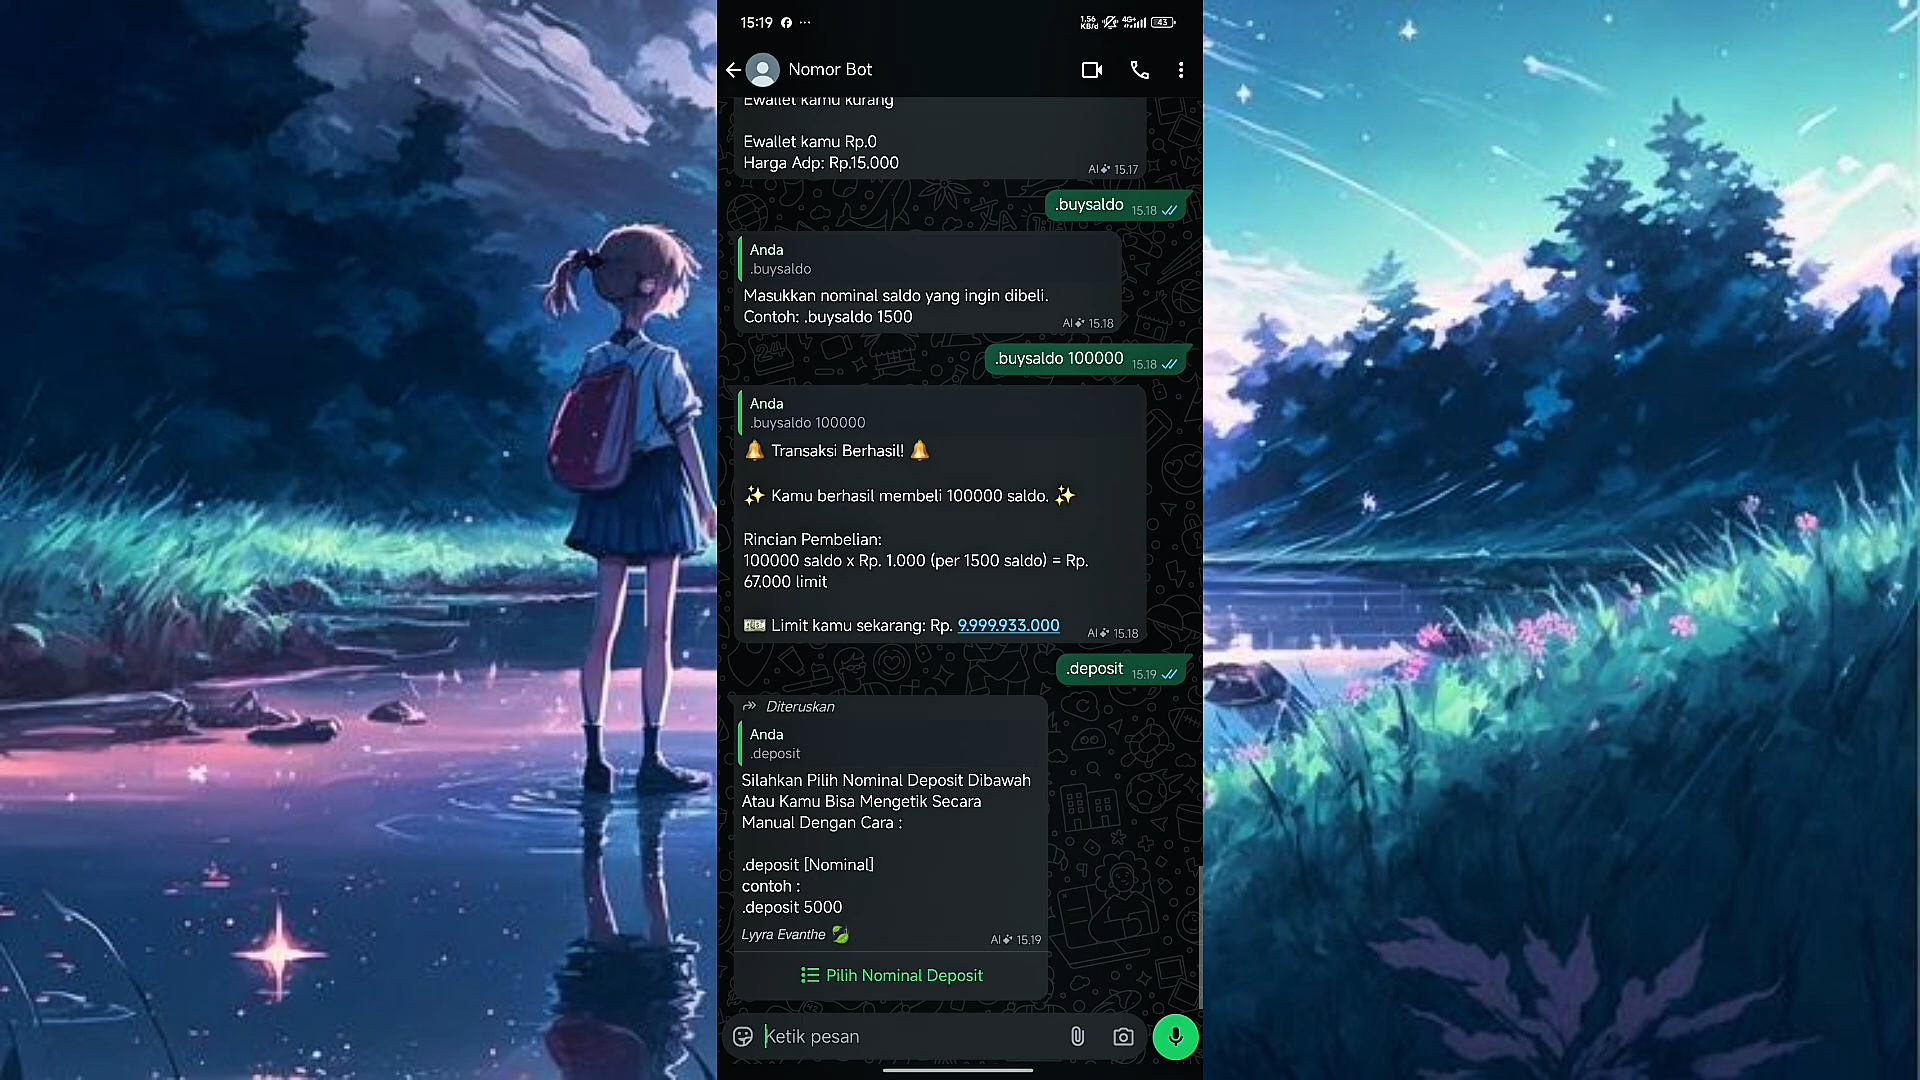 15:19
1,56
KB/d
4G+
43
Nomor Bot
Ewallet kamu kurang
Ewallet kamu Rp.0
Harga Adp: Rp.15.000
AI 15.17
.buysaldo 15.18
Anda
.buysaldo
Masukkan nominal saldo yang ingin dibeli.
Contoh: .buysaldo 1500
AI 15.18
.buysaldo 100000 15.18
Anda
.buysaldo 100000
🔔 Transaksi Berhasil! 🔔
✨ Kamu berhasil membeli 100000 saldo. ✨
Rincian Pembelian:
100000 saldo x Rp. 1.000 (per 1500 saldo) = Rp.
67.000 limit
💵 Limit kamu sekarang: Rp. 9.999.933.000
AI 15.18
.deposit 15.19
Diteruskan
Anda
.deposit
Silahkan Pilih Nominal Deposit Dibawah
Atau Kamu Bisa Mengetik Secara
Manual Dengan Cara :
.deposit [Nominal]
contoh :
.deposit 5000
Lyyra Evanthe 🍃
AI 15.19
Pilih Nominal Deposit
Ketik pesan